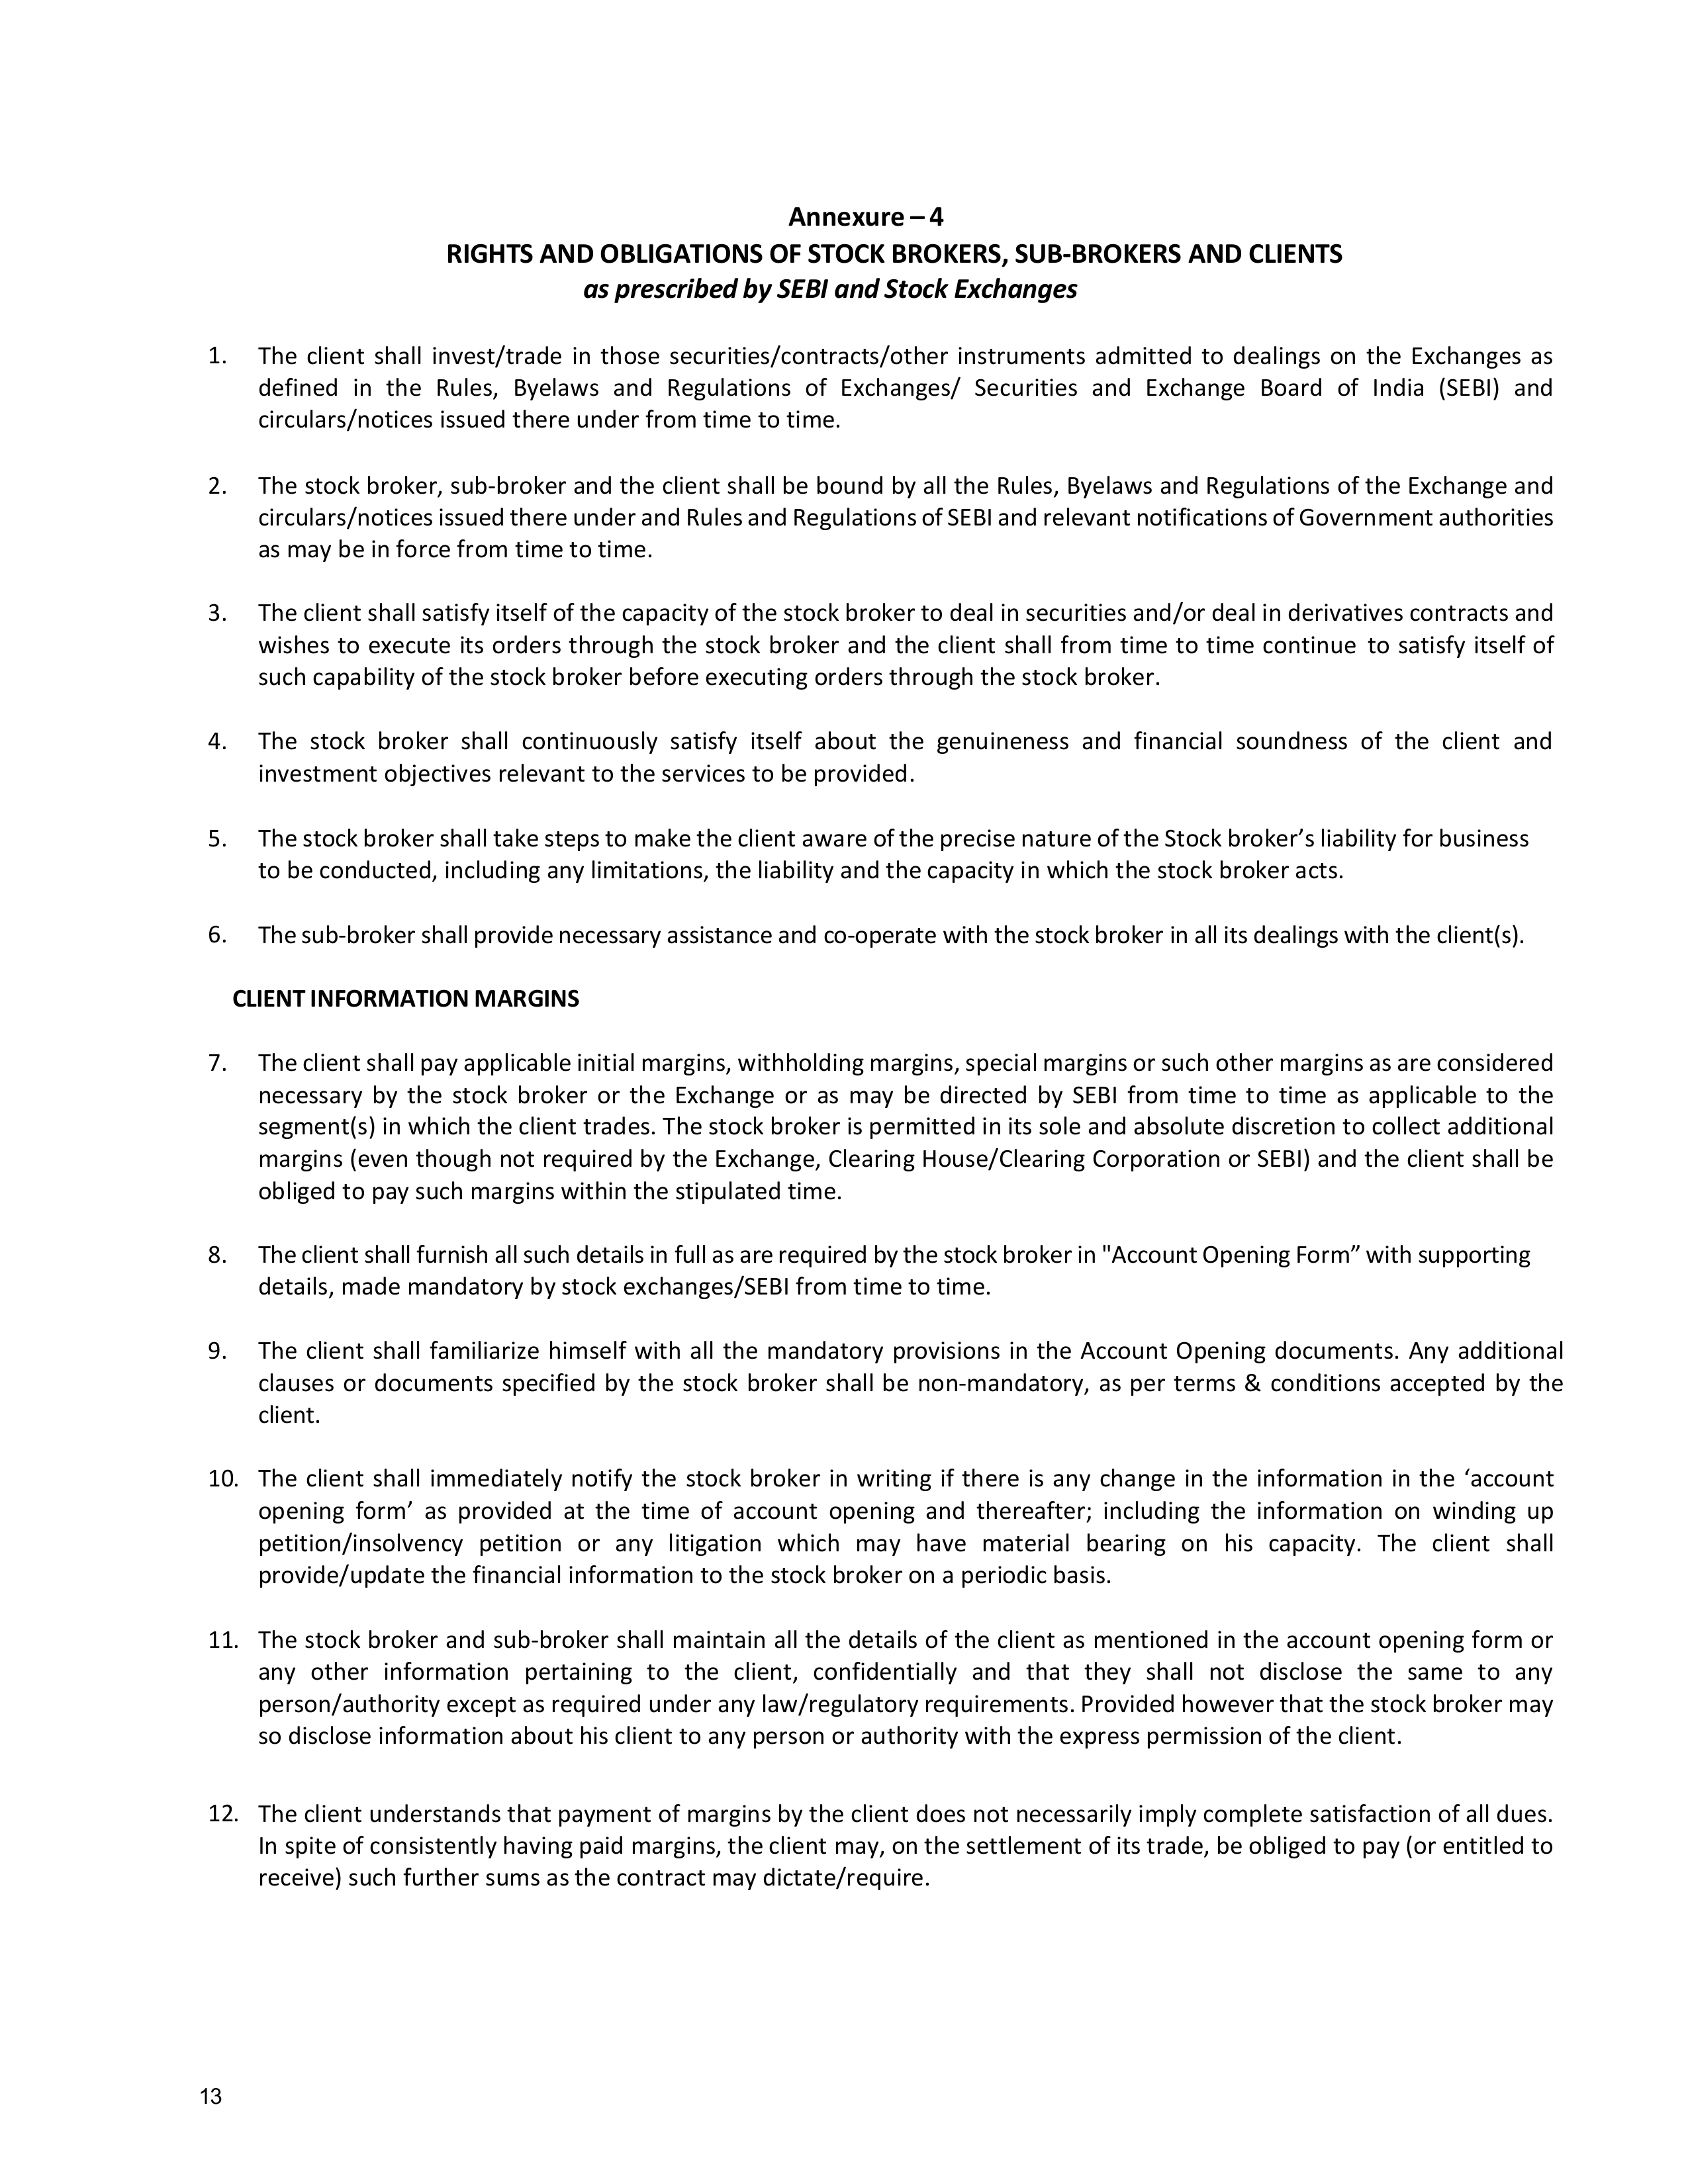 Annexure – 4
RIGHTS AND OBLIGATIONS OF STOCK BROKERS, SUB-BROKERS AND CLIENTS
as prescribed by SEBI and Stock Exchanges
1. The client shall invest/trade in those securities/contracts/other instruments admitted to dealings on the Exchanges as
defined in the Rules, Byelaws and Regulations of Exchanges/ Securities and Exchange Board of India (SEBI) and
circulars/notices issued there under from time to time.
2. The stock broker, sub-broker and the client shall be bound by all the Rules, Byelaws and Regulations of the Exchange and
circulars/notices issued there under and Rules and Regulations of SEBI and relevant notifications of Government authorities
as may be in force from time to time.
3. The client shall satisfy itself of the capacity of the stock broker to deal in securities and/or deal in derivatives contracts and
wishes to execute its orders through the stock broker and the client shall from time to time continue to satisfy itself of
such capability of the stock broker before executing orders through the stock broker.
4. The stock broker shall continuously satisfy itself about the genuineness and financial soundness of the client and
investment objectives relevant to the services to be provided.
5. The stock broker shall take steps to make the client aware of the precise nature of the Stock broker’s liability for business
to be conducted, including any limitations, the liability and the capacity in which the stock broker acts.
6. The sub-broker shall provide necessary assistance and co-operate with the stock broker in all its dealings with the client(s).
CLIENT INFORMATION MARGINS
7. The client shall pay applicable initial margins, withholding margins, special margins or such other margins as are considered
necessary by the stock broker or the Exchange or as may be directed by SEBI from time to time as applicable to the
segment(s) in which the client trades. The stock broker is permitted in its sole and absolute discretion to collect additional
margins (even though not required by the Exchange, Clearing House/Clearing Corporation or SEBI) and the client shall be
obliged to pay such margins within the stipulated time.
8. The client shall furnish all such details in full as are required by the stock broker in "Account Opening Form” with supporting
details, made mandatory by stock exchanges/SEBI from time to time.
9. The client shall familiarize himself with all the mandatory provisions in the Account Opening documents. Any additional
clauses or documents specified by the stock broker shall be non-mandatory, as per terms & conditions accepted by the
client.
10. The client shall immediately notify the stock broker in writing if there is any change in the information in the ‘account
opening form’ as provided at the time of account opening and thereafter; including the information on winding up
petition/insolvency petition or any litigation which may have material bearing on his capacity. The client shall
provide/update the financial information to the stock broker on a periodic basis.
11. The stock broker and sub-broker shall maintain all the details of the client as mentioned in the account opening form or
any other information pertaining to the client, confidentially and that they shall not disclose the same to any
person/authority except as required under any law/regulatory requirements. Provided however that the stock broker may
so disclose information about his client to any person or authority with the express permission of the client.
12. The client understands that payment of margins by the client does not necessarily imply complete satisfaction of all dues.
In spite of consistently having paid margins, the client may, on the settlement of its trade, be obliged to pay (or entitled to
receive) such further sums as the contract may dictate/require.
13